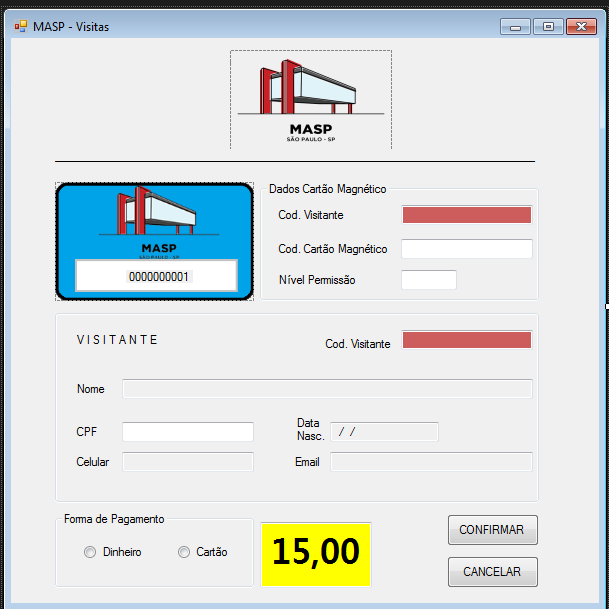 MASP - Visitas
MASP
SÃO PAULO - SP
MASP
SÃO PAULO - SP
0000000001
Dados Cartão Magnético
Cod. Visitante
Cod. Cartão Magnético
Nível Permissão
VISITANTE
Cod. Visitante
Nome
CPF
Data
Nasc.
/ /
Celular
Email
Forma de Pagamento
Dinheiro
Cartão
15,00
CONFIRMAR
CANCELAR